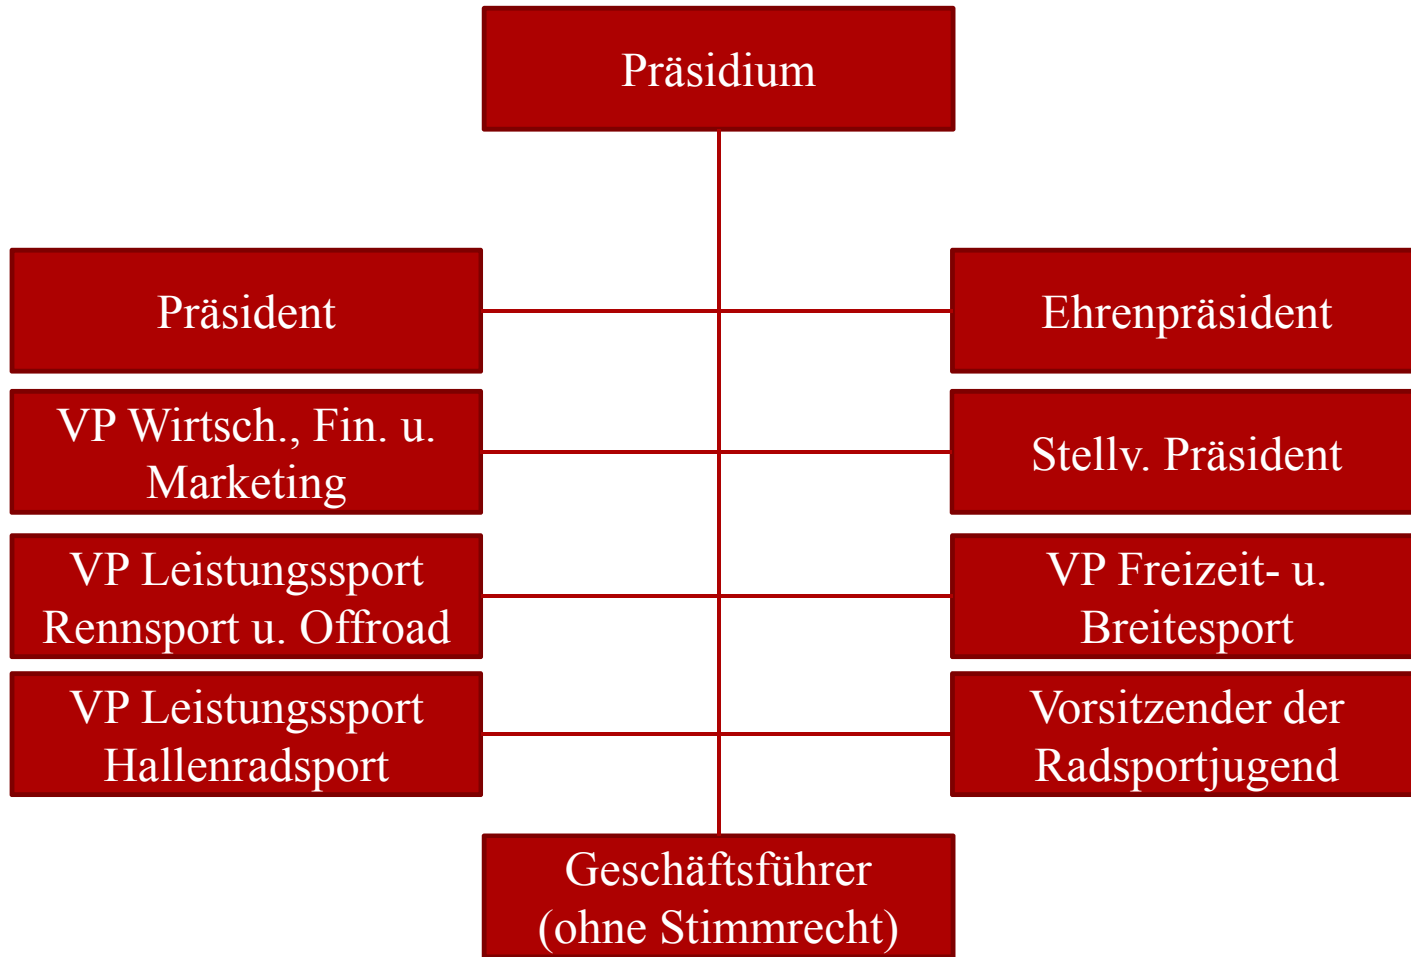 Präsidium
Präsident
Ehrenpräsident
VP Wirtsch., Fin. u.
Marketing
Stellv. Präsident
VP Leistungssport
Rennsport u. Offroad
VP Freizeit- u.
Breitesport
VP Leistungssport
Hallenradsport
Vorsitzender der
Radsportjugend
Geschäftsführer
(ohne Stimmrecht)